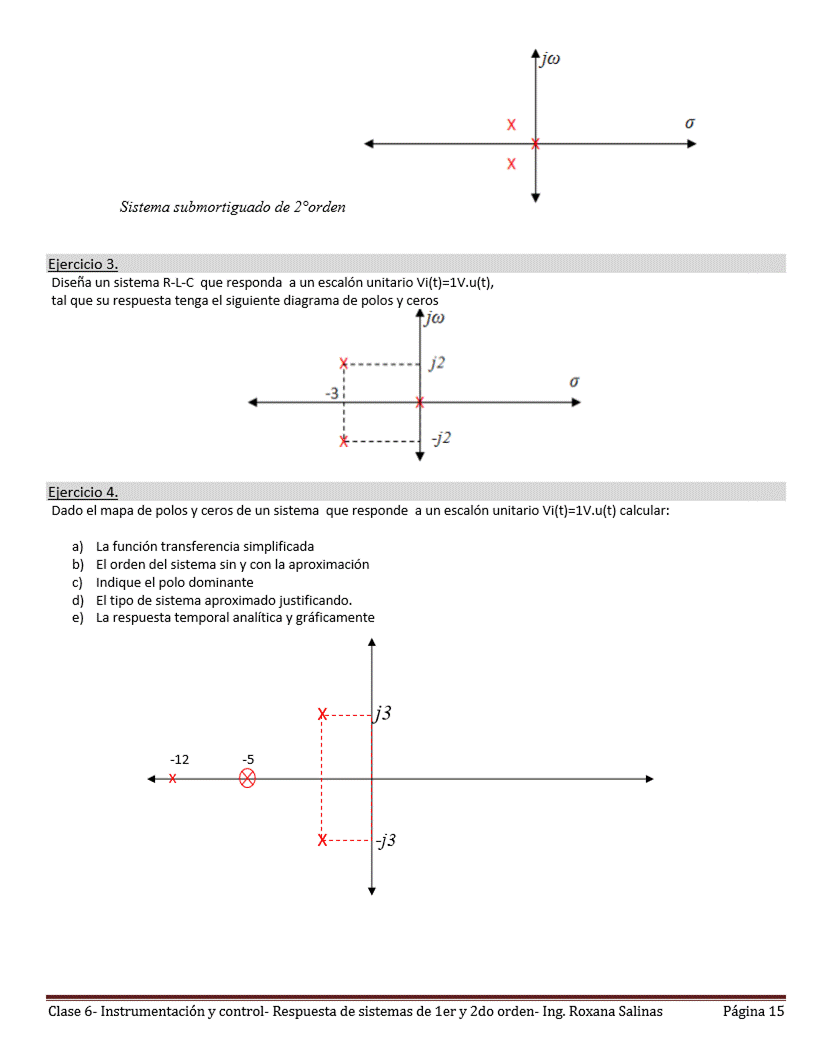 jω
σ
Sistema submortiguado de 2°orden
Ejercicio 3.
Diseña un sistema R-L-C que responda a un escalón unitario Vi(t)=1V.u(t),
tal que su respuesta tenga el siguiente diagrama de polos y ceros
jω
j2
σ
-3
-j2
Ejercicio 4.
Dado el mapa de polos y ceros de un sistema que responde a un escalón unitario Vi(t)=1V.u(t) calcular:
a) La función transferencia simplificada
b) El orden del sistema sin y con la aproximación
c) Indique el polo dominante
d) El tipo de sistema aproximado justificando.
e) La respuesta temporal analítica y gráficamente
j3
-12 -5
-j3
Clase 6- Instrumentación y control- Respuesta de sistemas de 1er y 2do orden- Ing. Roxana Salinas Página 15